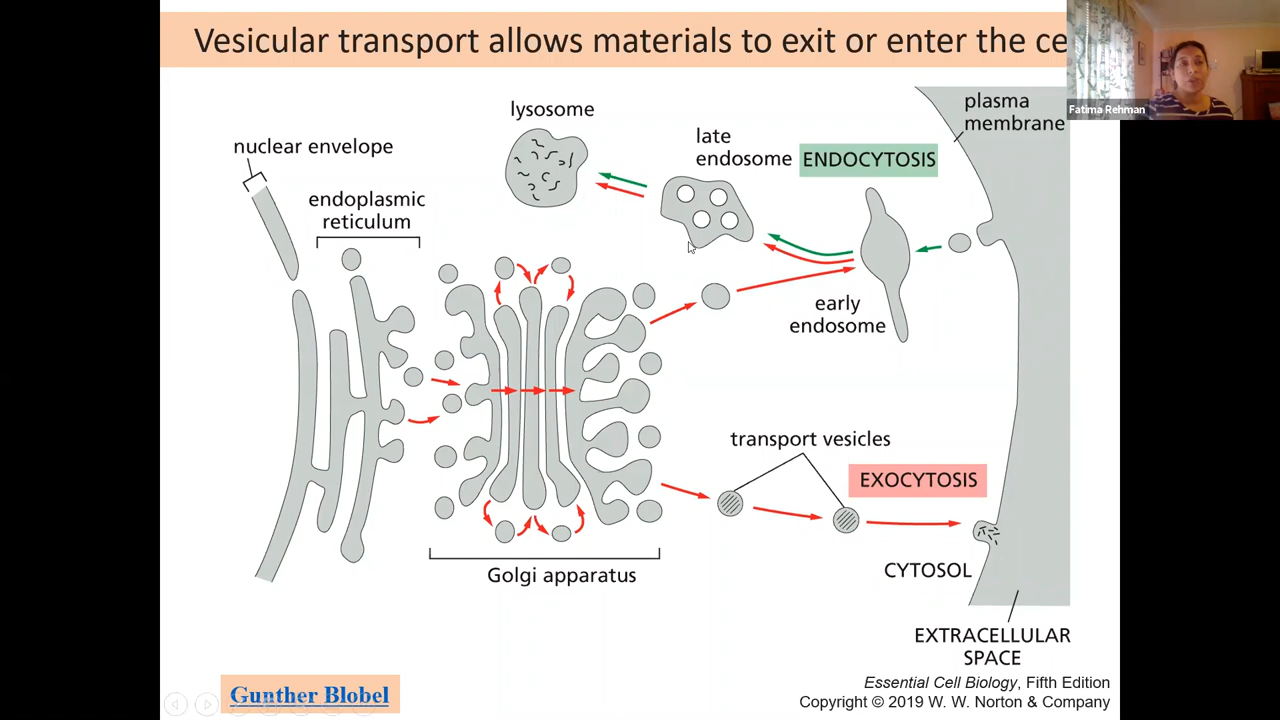 Vesicular transport allows materials to exit or enter the ce
Fatima Rehman
plasma
membrane
lysosome
late
endosome
ENDOCYTOSIS
nuclear envelope
endoplasmic
reticulum
early
endosome
transport vesicles
EXOCYTOSIS
Golgi apparatus
CYTOSOL
EXTRACELLULAR
SPACE
Gunther Blobel
Essential Cell Biology, Fifth Edition
Copyright © 2019 W. W. Norton & Company